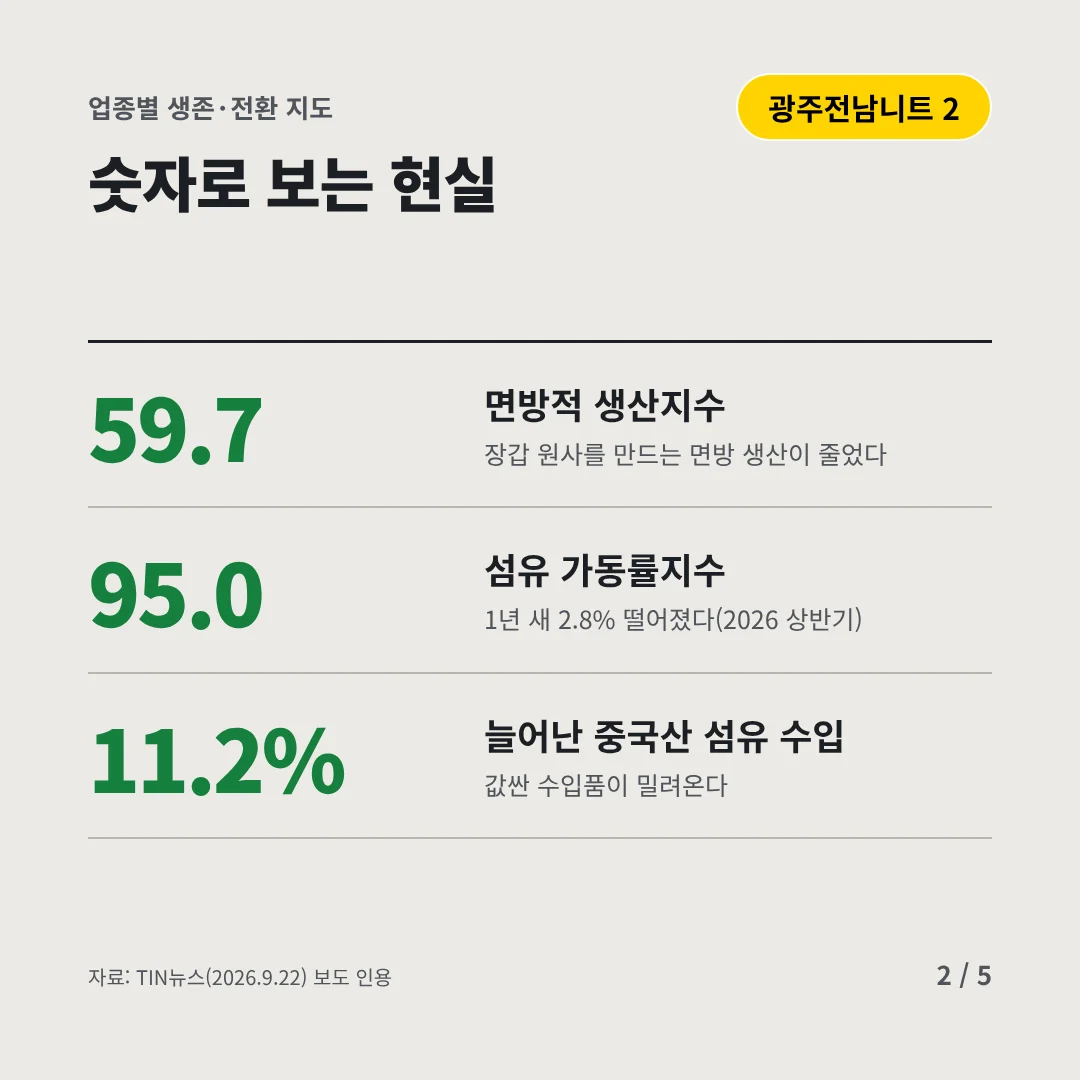 업종별 생존·전환 지도
광주전남니트 2
숫자로 보는 현실
59.7
면방적 생산지수
장갑 원사를 만드는 면방 생산이 줄었다
95.0
섬유 가동률지수
1년 새 2.8% 떨어졌다(2026 상반기)
11.2%
늘어난 중국산 섬유 수입
값싼 수입품이 밀려온다
자료: TIN뉴스(2026.9.22) 보도 인용
2 / 5